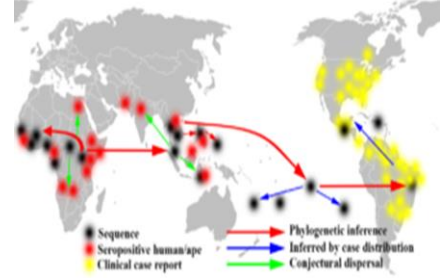 Sequence
Seropositive human/ape
Clinical case report
Phylogenetic inference
Inferred by case distribution
Conjectural dispersal